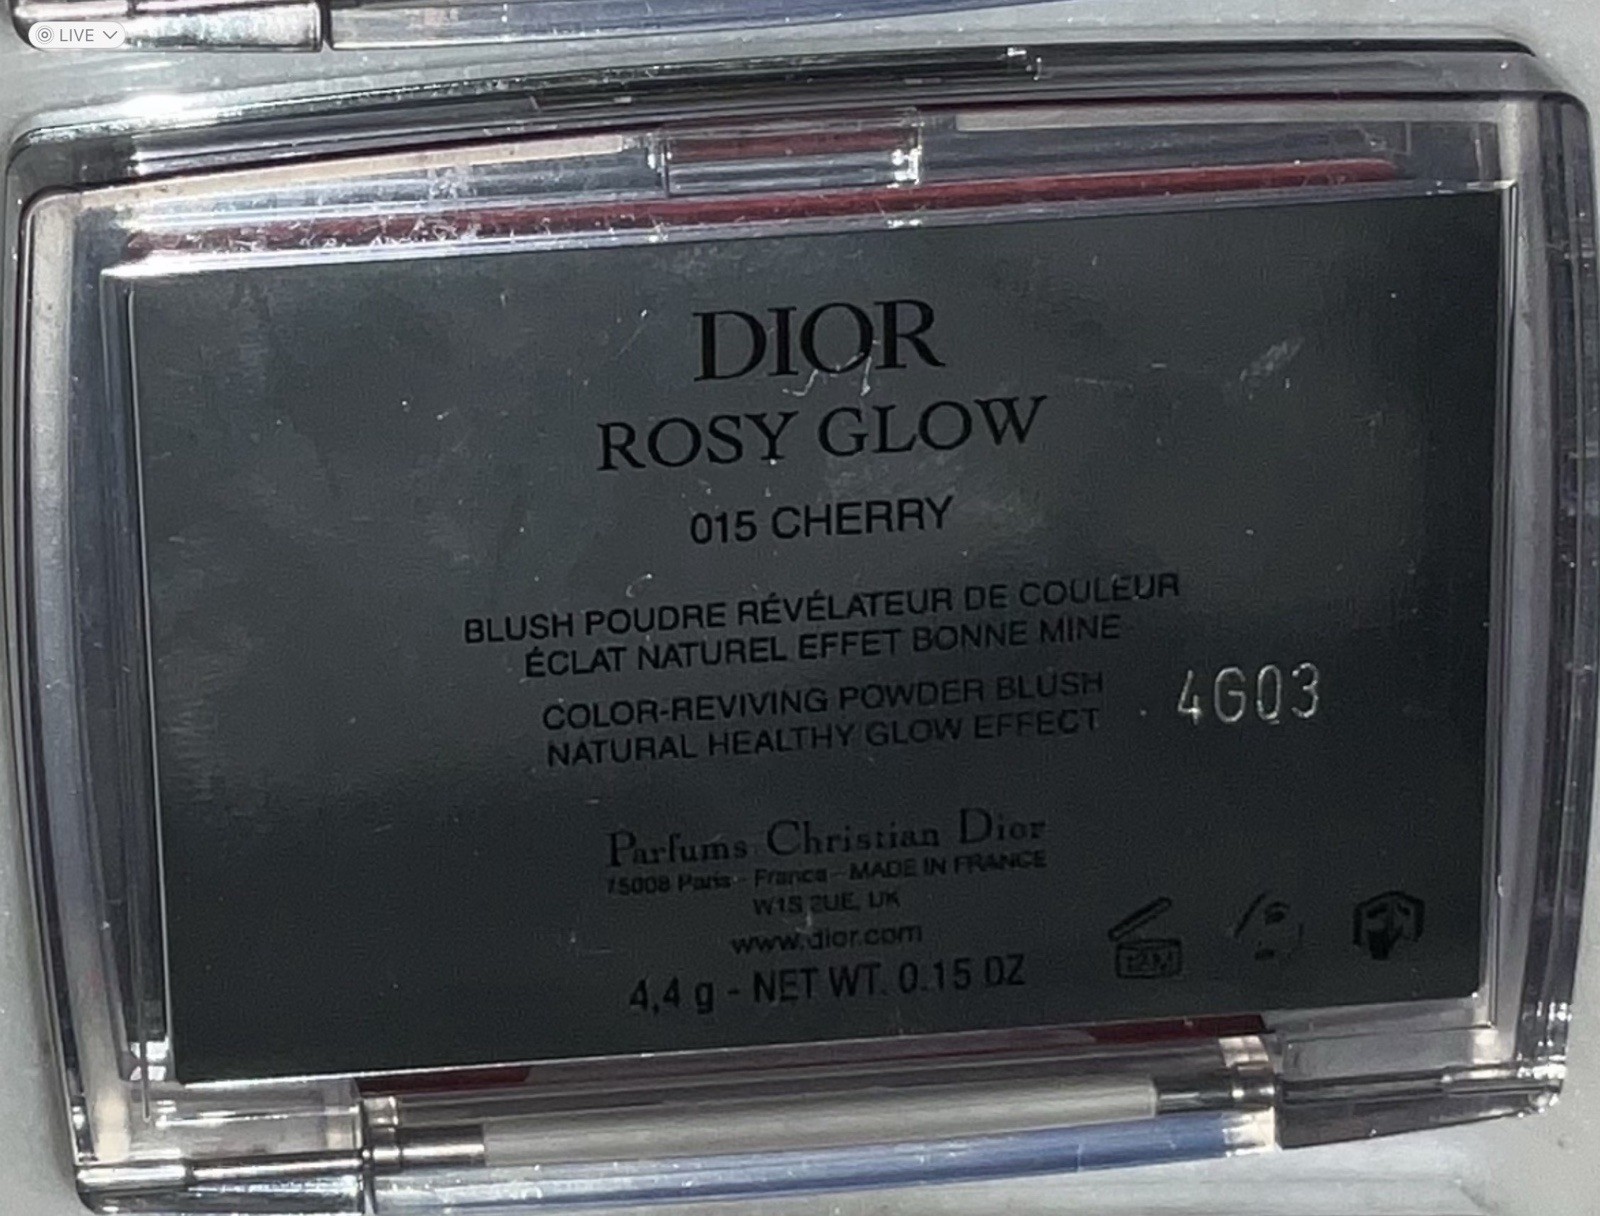 LIVE
DIOR
ROSY GLOW
015 CHERRY
BLUSH POUDRE RÉVÉLATEUR DE COULEUR
ÉCLAT NATUREL EFFET BONNE MINE
COLOR-REVIVING POWDER BLUSH
NATURAL HEALTHY GLOW EFFECT
4G03
Parfums Christian Dior
75008 Paris - France - MADE IN FRANCE
W1S 2UE, UK
www.dior.com
4,4 g - NET WT. 0.15 OZ
12M